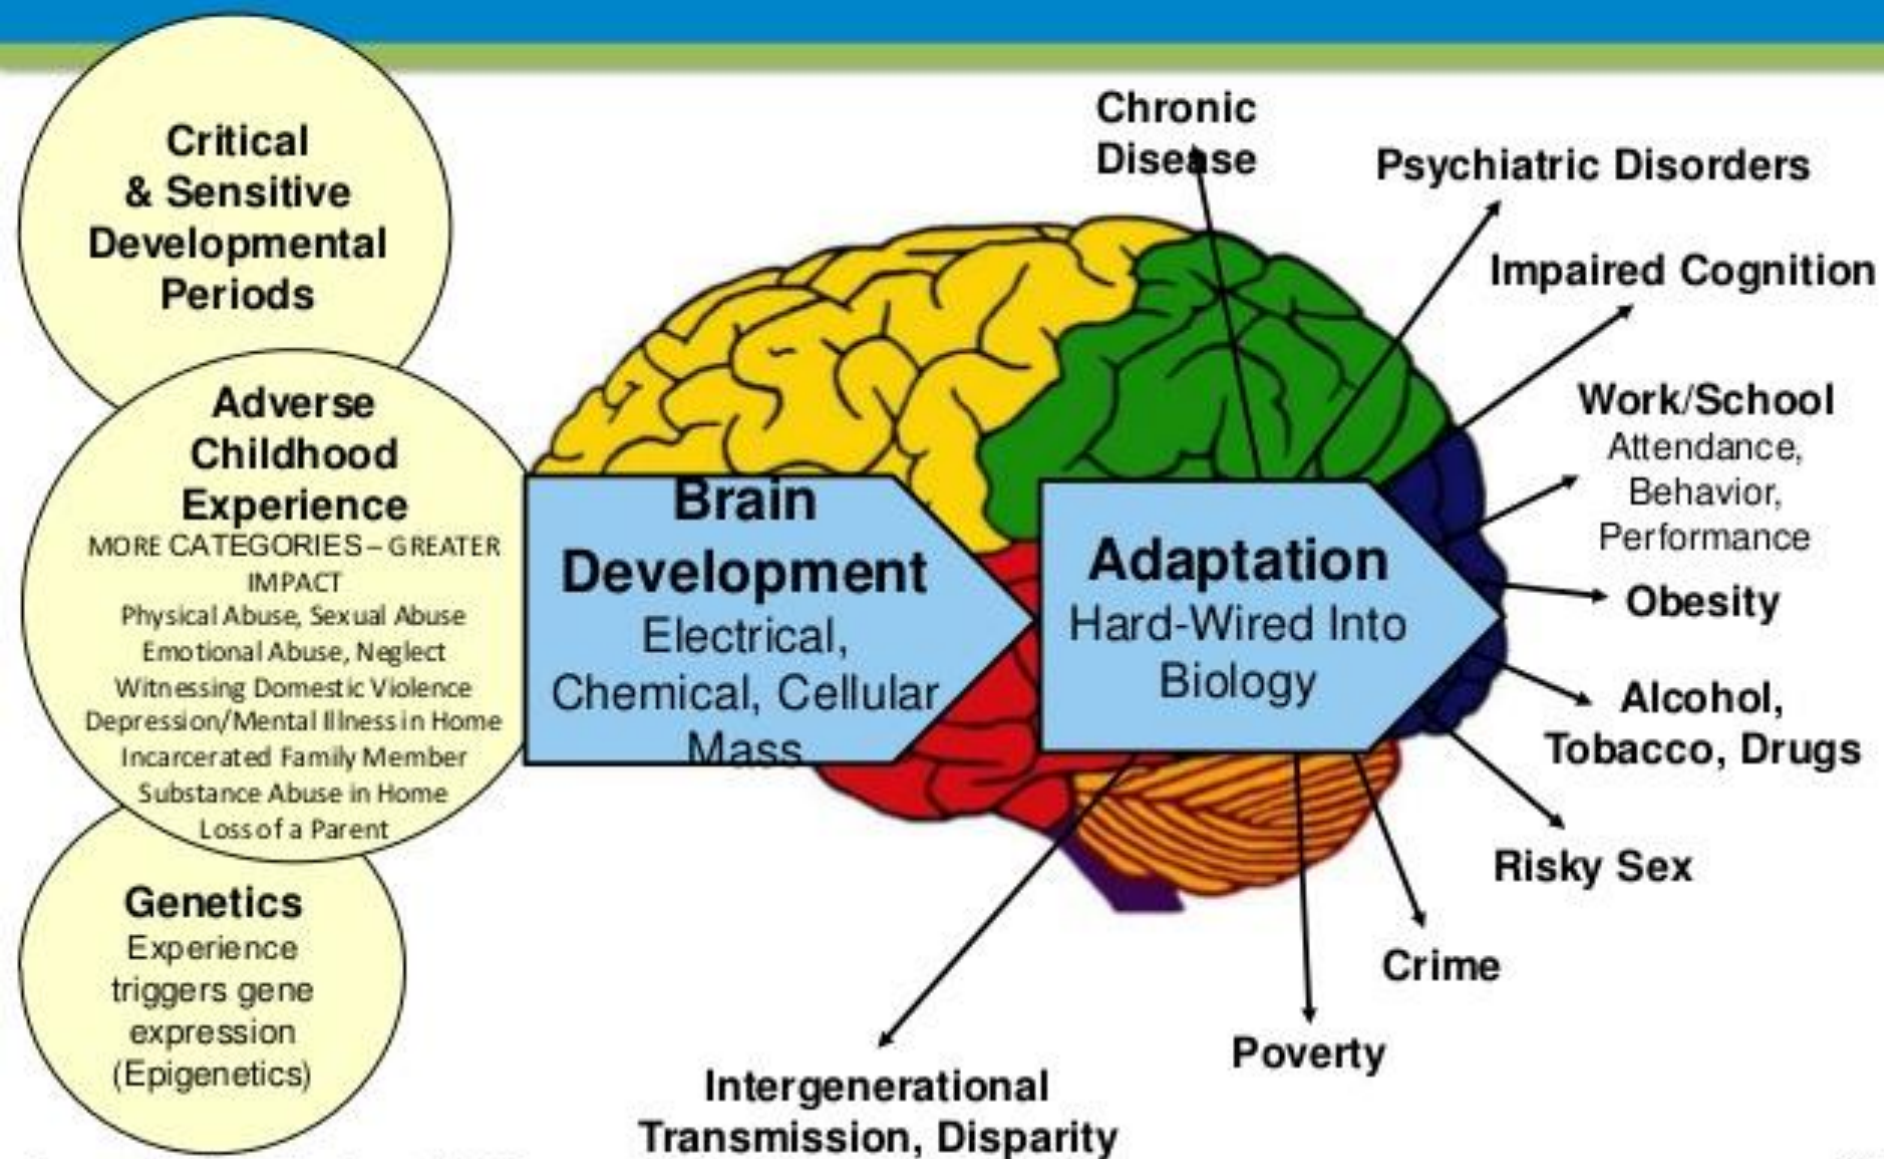 Critical
& Sensitive
Developmental
Periods
Adverse
Childhood
Experience
MORE CATEGORIES – GREATER
IMPACT
Physical Abuse, Sexual Abuse
Emotional Abuse, Neglect
Witnessing Domestic Violence
Depression/Mental Illness in Home
Incarcerated Family Member
Substance Abuse in Home
Loss of a Parent
Genetics
Experience
triggers gene
expression
(Epigenetics)
Brain
Development
Electrical,
Chemical, Cellular
Mass
Adaptation
Hard-Wired Into
Biology
Chronic
Disease
Psychiatric Disorders
Impaired Cognition
Work/School
Attendance,
Behavior,
Performance
Obesity
Alcohol,
Tobacco, Drugs
Risky Sex
Crime
Poverty
Intergenerational
Transmission, Disparity